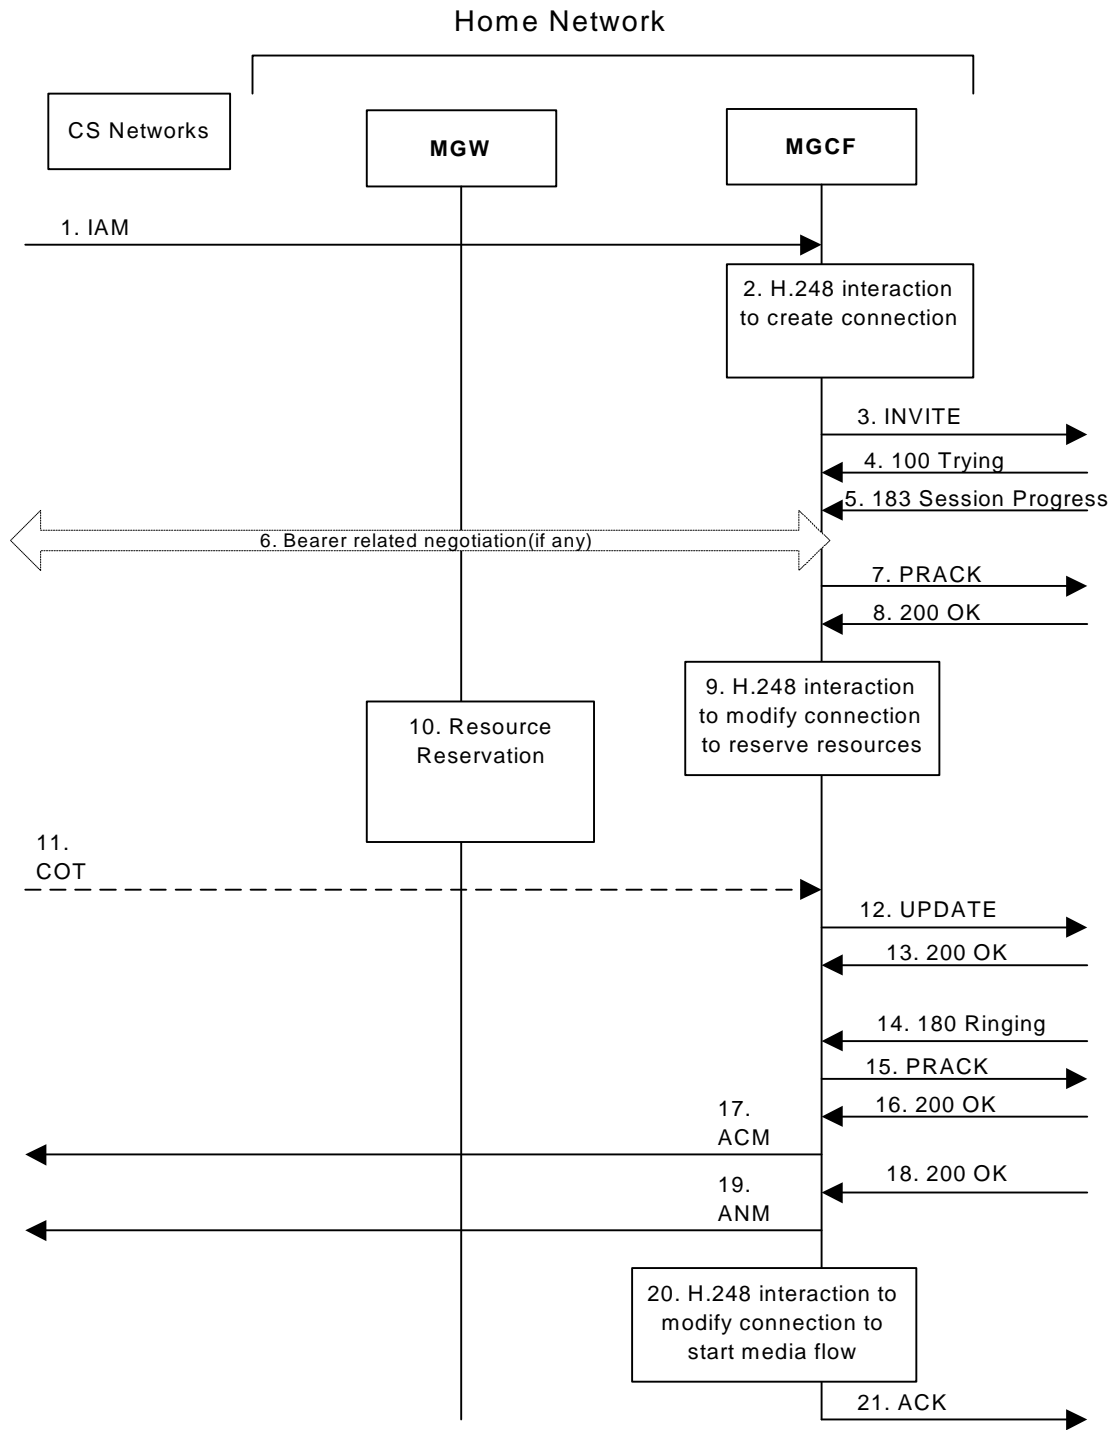 Home Network
CS Networks
MGW
MGCF
1. IAM
2. H.248 interaction
to create connection
3. INVITE
4. 100 Trying
5. 183 Session Progress
6. Bearer related negotiation(if any)
7. PRACK
8. 200 OK
9. H.248 interaction
to modify connection
to reserve resources
10. Resource
Reservation
11.
COT
12. UPDATE
13. 200 OK
14. 180 Ringing
15. PRACK
16. 200 OK
17.
ACM
18. 200 OK
19.
ANM
20. H.248 interaction to
modify connection to
start media flow
21. ACK